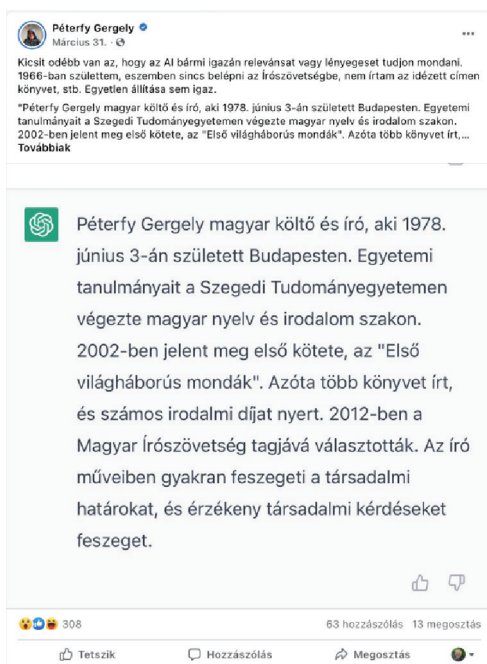 Péterfy Gergely
Március 31. ·
Kicsit odébb van az, hogy az AI bármi igazán relevánsat vagy lényegeset tudjon mondani.
1966-ban születtem, eszemben sincs belépni az Írószövetségbe, nem írtam az idézett címen
könyvet, stb. Egyetlen állítása sem igaz.
"Péterfy Gergely magyar költő és író, aki 1978. június 3-án született Budapesten. Egyetemi
tanulmányait a Szegedi Tudományegyetemen végezte magyar nyelv és irodalom szakon.
2002-ben jelent meg első kötete, az "Első világháborús mondák". Azóta több könyvet írt,...
Továbbiak
Péterfy Gergely magyar költő és író, aki 1978.
június 3-án született Budapesten. Egyetemi
tanulmányait a Szegedi Tudományegyetemen
végezte magyar nyelv és irodalom szakon.
2002-ben jelent meg első kötete, az "Első
világháborús mondák". Azóta több könyvet írt,
és számos irodalmi díjat nyert. 2012-ben a
Magyar Írószövetség tagjává választották. Az író
műveiben gyakran feszegeti a társadalmi
határokat, és érzékeny társadalmi kérdéseket
feszeget.
308
63 hozzászólás 13 megosztás
Tetszik Hozzászólás Megosztás